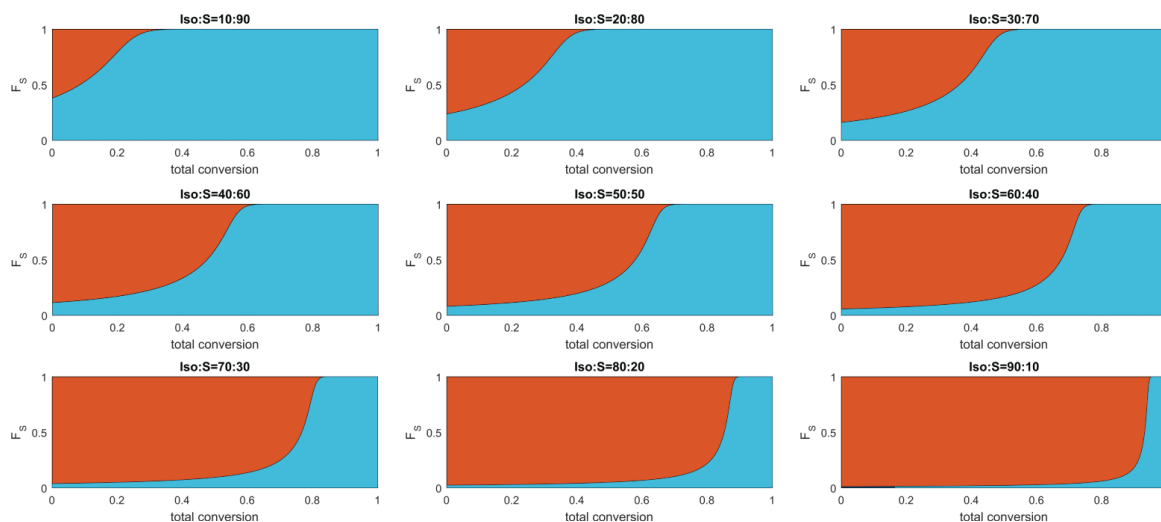 Iso:S=10:90
1
0.5
0
F_S
0 0.2 0.4 0.6 0.8 1
total conversion
Iso:S=20:80
1
0.5
0
F_S
0 0.2 0.4 0.6 0.8 1
total conversion
Iso:S=30:70
1
0.5
0
F_S
0 0.2 0.4 0.6 0.8
total conversion
Iso:S=40:60
1
0.5
0
F_S
0 0.2 0.4 0.6 0.8 1
total conversion
Iso:S=50:50
1
0.5
0
F_S
0 0.2 0.4 0.6 0.8 1
total conversion
Iso:S=60:40
1
0.5
0
F_S
0 0.2 0.4 0.6 0.8
total conversion
Iso:S=70:30
1
0.5
0
F_S
0 0.2 0.4 0.6 0.8 1
total conversion
Iso:S=80:20
1
0.5
0
F_S
0 0.2 0.4 0.6 0.8 1
total conversion
Iso:S=90:10
1
0.5
0
F_S
0 0.2 0.4 0.6 0.8
total conversion